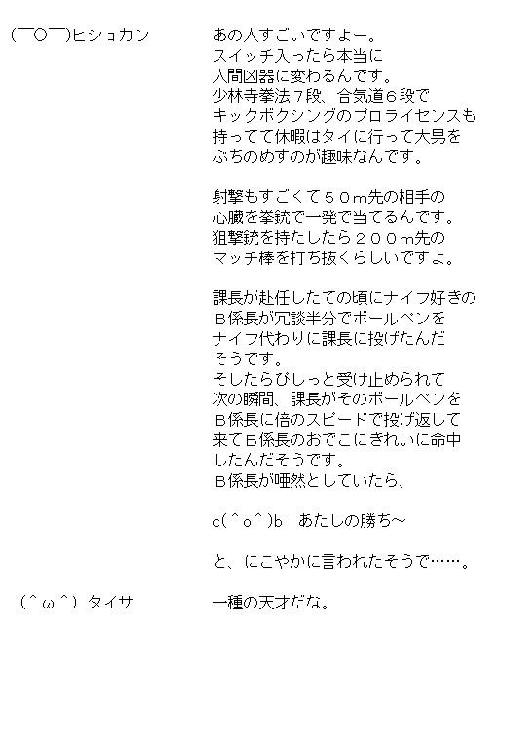 (￣○￣)ヒショカン　あの人すごいですよー。
スイッチ入ったら本当に
人間凶器に変わるんです。
少林寺拳法７段、合気道６段で
キックボクシングのプロライセンスも
持ってて休暇はタイに行って大男を
ぶちのめすのが趣味なんです。
射撃もすごくて５０ｍ先の相手の
心臓を拳銃で一発で当てるんです。
狙撃銃を持たしたら２００ｍ先の
マッチ棒を打ち抜くらしいですよ。
課長が赴任したての頃にナイフ好きの
Ｂ係長が冗談半分でボールペンを
ナイフ代わりに課長に投げたんだ
そうです。
そしたらびしっと受け止められて
次の瞬間、課長がそのボールペンを
Ｂ係長に倍のスピードで投げ返して
来てＢ係長のおでこにきれいに命中
したんだそうです。
Ｂ係長が唖然としていたら、
c(＾o＾)b　あたしの勝ち～
と、にこやかに言われたそうで……。
(＾ω＾) タイサ　一種の天才だな。